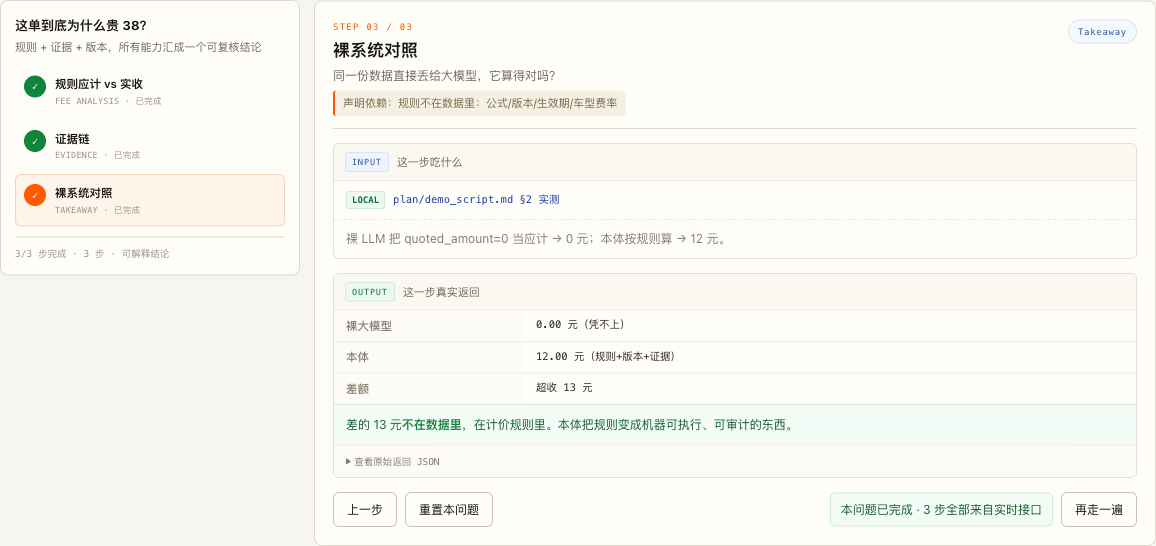 这单到底为什么贵 38?
规则 + 证据 + 版本，所有能力汇成一个可复核结论
✓ 规则应计 vs 实收
FEE ANALYSIS · 已完成
✓ 证据链
EVIDENCE · 已完成
✓ 裸系统对照
TAKEAWAY · 已完成
3/3 步完成 · 3 步 · 可解释结论
STEP 03 / 03
Takeaway
裸系统对照
同一份数据直接丢给大模型，它算得对吗?
声明依赖: 规则不在数据里: 公式/版本/生效期/车型费率
INPUT 这一步吃什么
LOCAL plan/demo_script.md §2 实测
裸 LLM 把 quoted_amount=0 当应计 → 0 元；本体按规则算 → 12 元。
OUTPUT 这一步真实返回
裸大模型 0.00 元 (凭不上)
本体 12.00 元 (规则+版本+证据)
差额 超收 13 元
差的 13 元不在数据里，在计价规则里。本体把规则变成机器可执行、可审计的东西。
▶ 查看原始返回 JSON
上一步 重置本问题 本问题已完成 · 3 步全部来自实时接口 再走一遍